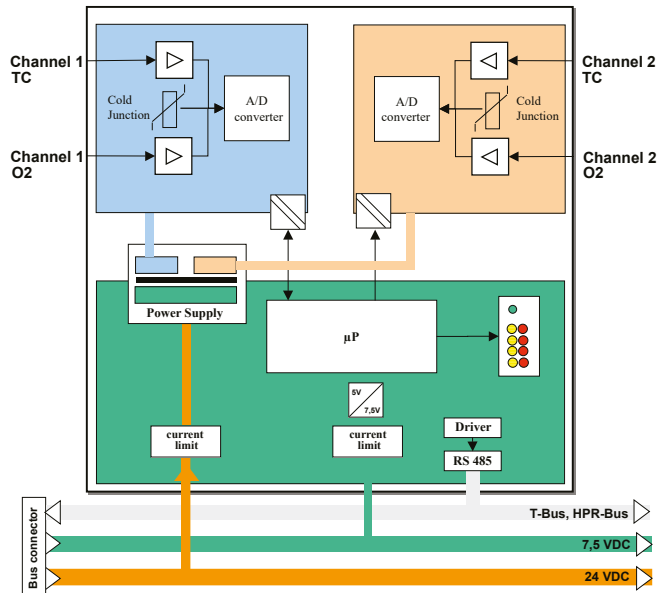 Channel 1
TC
Cold
Junction
A/D
converter
Channel 1
O2
Channel 2
TC
A/D
converter
Cold
Junction
Channel 2
O2
Power Supply
µP
5V
7,5V
current
limit
current
limit
Driver
RS 485
Bus connector
T-Bus, HPR-Bus
7,5 VDC
24 VDC